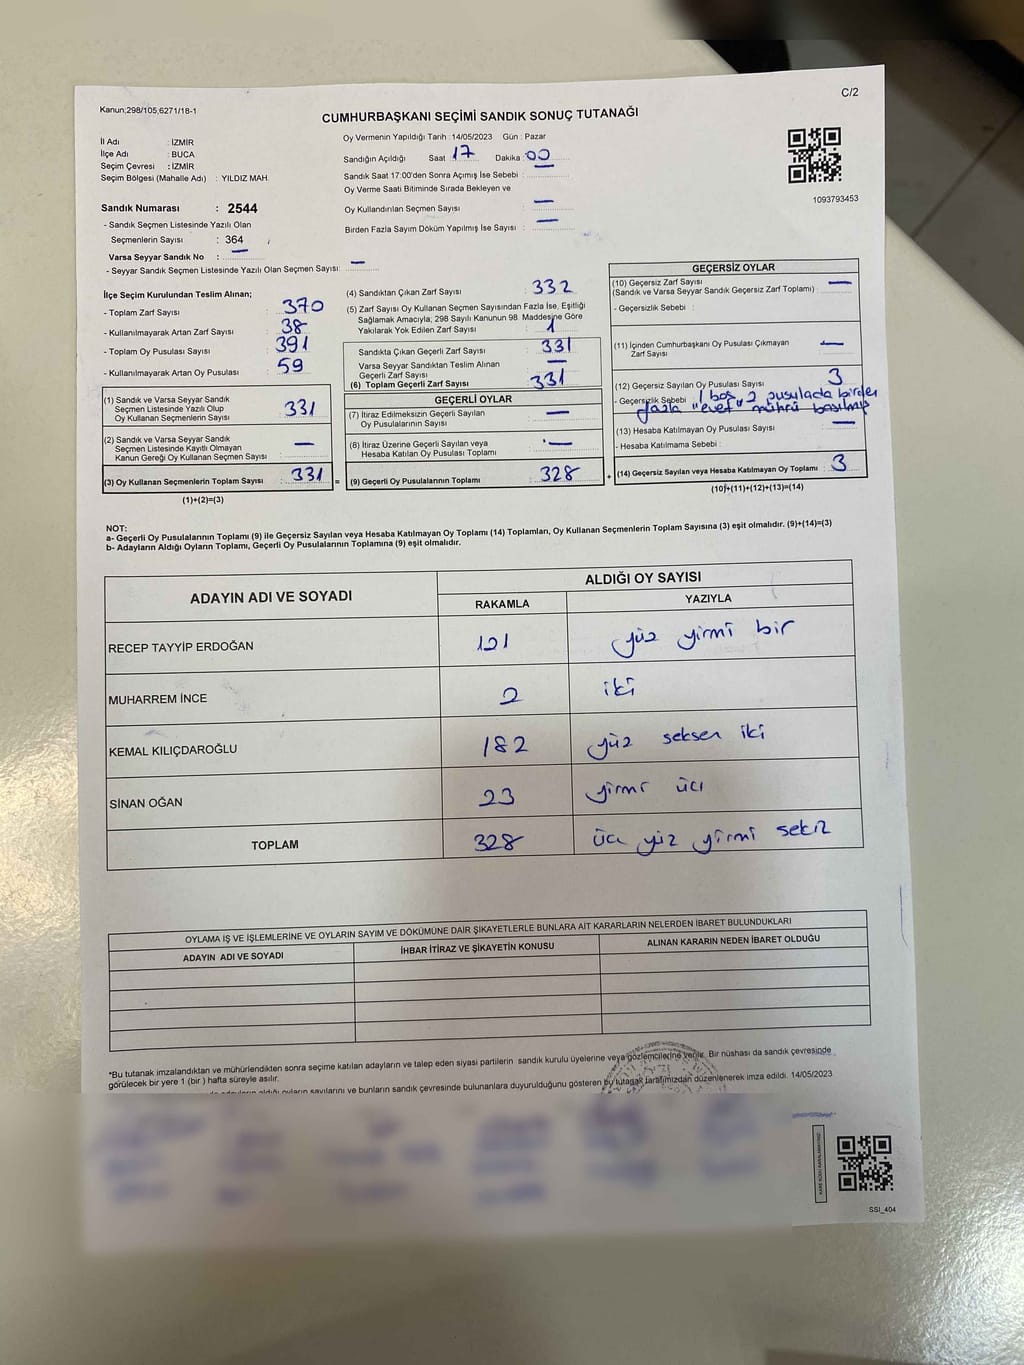 Kanun;298/105,6271/18-1
C/2
CUMHURBAŞKANI SEÇİMİ SANDIK SONUÇ TUTANAĞI
İl Adı : İZMİR
İlçe Adı : BUCA
Seçim Çevresi : İZMİR
Seçim Bölgesi (Mahalle Adı) : YILDIZ MAH.
Sandık Numarası : 2544
- Sandık Seçmen Listesinde Yazılı Olan
Seçmenlerin Sayısı : 364
Varsa Seyyar Sandık No : —
- Seyyar Sandık Seçmen Listesinde Yazılı Olan Seçmen Sayısı: —
Oy Vermenin Yapıldığı Tarih : 14/05/2023 Gün : Pazar
Sandığın Açıldığı Saat 17 Dakika 00
Sandık Saat 17:00'den Sonra Açımış İse Sebebi : —
Oy Verme Saati Bitiminde Sırada Bekleyen ve
Oy Kullandırılan Seçmen Sayısı —
Birden Fazla Sayım Döküm Yapılmış İse Sayısı : —
1093793453
İlçe Seçim Kurulundan Teslim Alınan;
- Toplam Zarf Sayısı : 370
- Kullanılmayarak Artan Zarf Sayısı : 38
- Toplam Oy Pusulası Sayısı : 391
- Kullanılmayarak Artan Oy Pusulası : 59
(1) Sandık ve Varsa Seyyar Sandık
Seçmen Listesinde Yazılı Olup
Oy Kullanan Seçmenlerin Sayısı : 331
(2) Sandık ve Varsa Seyyar Sandık
Seçmen Listesinde Kayıtlı Olmayan
Kanun Gereği Oy Kullanan Seçmen Sayısı : —
(3) Oy Kullanan Seçmenlerin Toplam Sayısı : 331 =
(1)+(2)=(3)
(4) Sandıktan Çıkan Zarf Sayısı : 332
(5) Zarf Sayısı Oy Kullanan Seçmen Sayısından Fazla İse, Eşitliği
Sağlamak Amacıyla; 298 Sayılı Kanunun 98. Maddesine Göre
Yakılarak Yok Edilen Zarf Sayısı : 1
Sandıkta Çıkan Geçerli Zarf Sayısı : 331
Varsa Seyyar Sandıktan Teslim Alınan
Geçerli Zarf Sayısı : —
(6) Toplam Geçerli Zarf Sayısı : 331
GEÇERLİ OYLAR
(7) İtiraz Edilmeksizin Geçerli Sayılan
Oy Pusulalarının Sayısı : —
(8) İtiraz Üzerine Geçerli Sayılan veya
Hesaba Katılan Oy Pusulası Toplamı : —
(9) Geçerli Oy Pusulalarının Toplamı : 328 +
GEÇERSİZ OYLAR
(10) Geçersiz Zarf Sayısı
(Sandık ve Varsa Seyyar Sandık Geçersiz Zarf Toplamı) : —
- Geçersizlik Sebebi :
(11) İçinden Cumhurbaşkanı Oy Pusulası Çıkmayan
Zarf Sayısı : —
(12) Geçersiz Sayılan Oy Pusulası Sayısı : 3
- Geçersizlik Sebebi : 1 boş 2 pusulada birden
fazla "evet" mührü basılmış
(13) Hesaba Katılmayan Oy Pusulası Sayısı : —
- Hesaba Katılmama Sebebi :
(14) Geçersiz Sayılan veya Hesaba Katılmayan Oy Toplamı : 3
(10)+(11)+(12)+(13)=(14)
NOT:
a- Geçerli Oy Pusulalarının Toplamı (9) ile Geçersiz Sayılan veya Hesaba Katılmayan Oy Toplamı (14) Toplamları, Oy Kullanan Seçmenlerin Toplam Sayısına (3) eşit olmalıdır. (9)+(14)=(3)
b- Adayların Aldığı Oyların Toplamı, Geçerli Oy Pusulalarının Toplamına (9) eşit olmalıdır.
ADAYIN ADI VE SOYADI ALDIĞI OY SAYISI
RAKAMLA YAZIYLA
RECEP TAYYİP ERDOĞAN 121 yüz yirmi bir
MUHARREM İNCE 2 iki
KEMAL KILIÇDAROĞLU 182 yüz seksen iki
SİNAN OĞAN 23 yirmi üç
TOPLAM 328 üç yüz yirmi sekiz
OYLAMA İŞ VE İŞLEMLERİNE VE OYLARIN SAYIM VE DÖKÜMÜNE DAİR ŞİKAYETLERLE BUNLARA AİT KARARLARIN NELERDEN İBARET BULUNDUKLARI
ADAYIN ADI VE SOYADI İHBAR İTİRAZ VE ŞİKAYETİN KONUSU ALINAN KARARIN NEDEN İBARET OLDUĞU
*Bu tutanak imzalandıktan ve mühürlendikten sonra seçime katılan adayların ve talep eden siyasi partilerin sandık kurulu üyelerine veya gözlemcilerine verilir. Bir nüshası da sandık çevresinde
görülecek bir yere 1 (bir ) hafta süreyle asılır.
aldığı oyların sayılarını ve bunların sandık çevresinde bulunanlara duyurulduğunu gösteren bu tutanak tarafımızdan düzenlenerek imza edildi. 14/05/2023
SSI_404